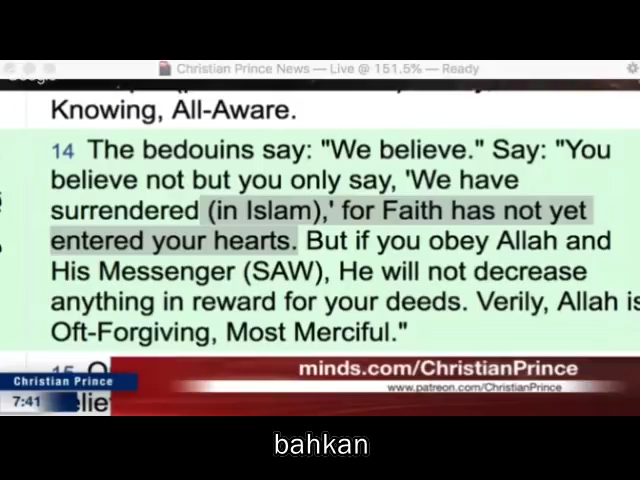 Christian Prince News — Live @ 151.5% — Ready
Knowing, All-Aware.
14 The bedouins say: "We believe." Say: "You
believe not but you only say, 'We have
surrendered (in Islam),' for Faith has not yet
entered your hearts. But if you obey Allah and
His Messenger (SAW), He will not decrease
anything in reward for your deeds. Verily, Allah is
Oft-Forgiving, Most Merciful."
minds.com/ChristianPrince
Christian Prince
www.patreon.com/ChristianPrince
7:41
bahkan